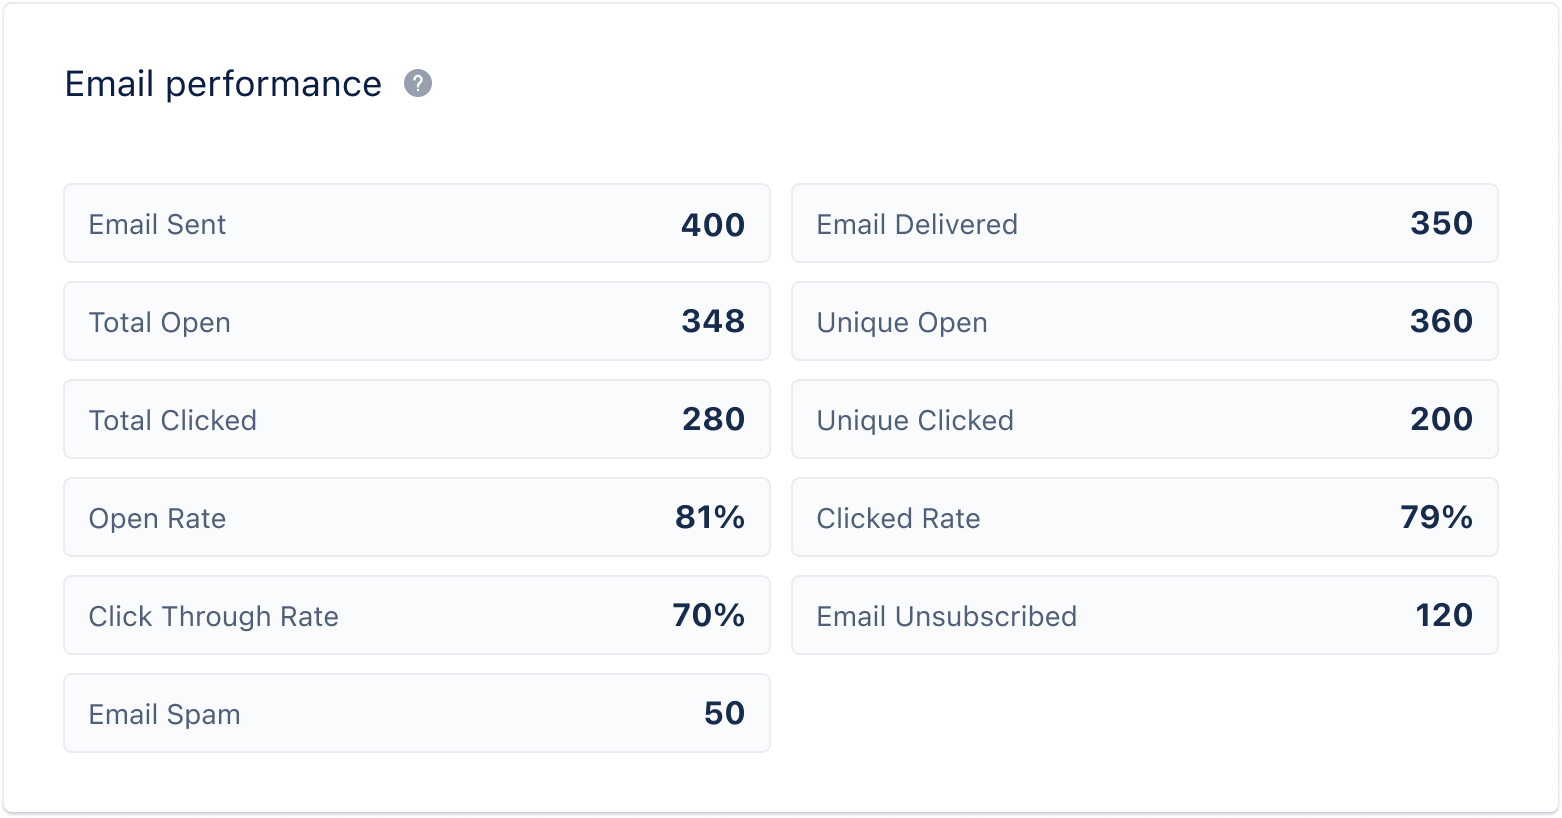 Email performance ?
Email Sent 400
Email Delivered 350
Total Open 348
Unique Open 360
Total Clicked 280
Unique Clicked 200
Open Rate 81%
Clicked Rate 79%
Click Through Rate 70%
Email Unsubscribed 120
Email Spam 50